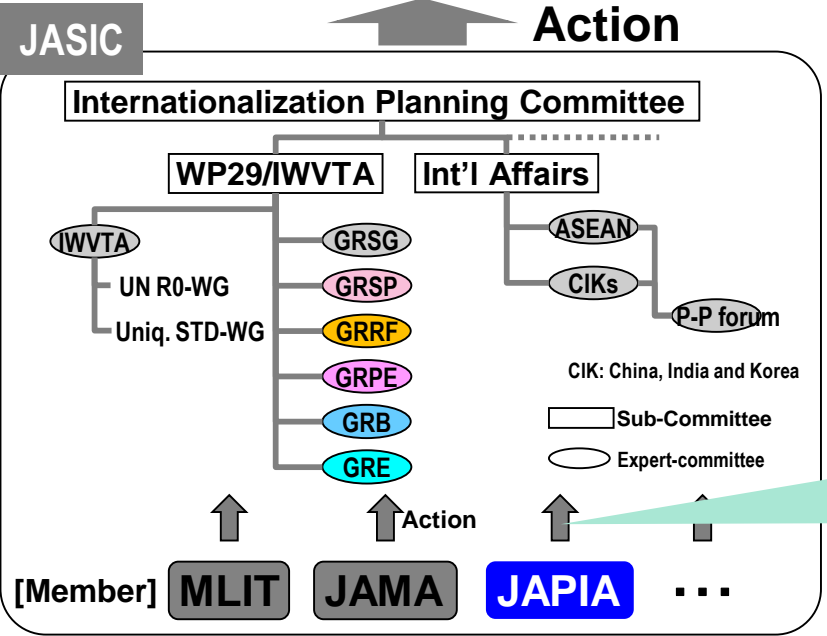 Action
JASIC
Internationalization Planning Committee
WP29/IWVTA
Int'l Affairs
IWVTA
UN R0-WG
Uniq. STD-WG
GRSG
GRSP
GRRF
GRPE
GRB
GRE
ASEAN
CIKs
P-P forum
CIK: China, India and Korea
Sub-Committee
Expert-committee
Action
[Member] MLIT JAMA JAPIA ...